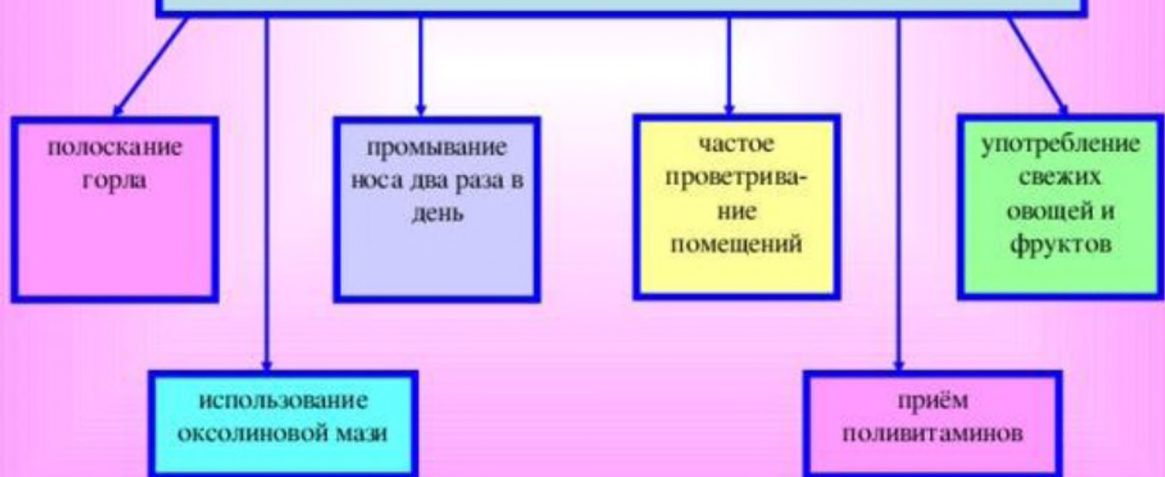 полоскание
горла
промывание
носа два раза в
день
частое
проветрива-
ние
помещений
употребление
свежих
овощей и
фруктов
использование
оксолиновой мази
приём
поливитаминов